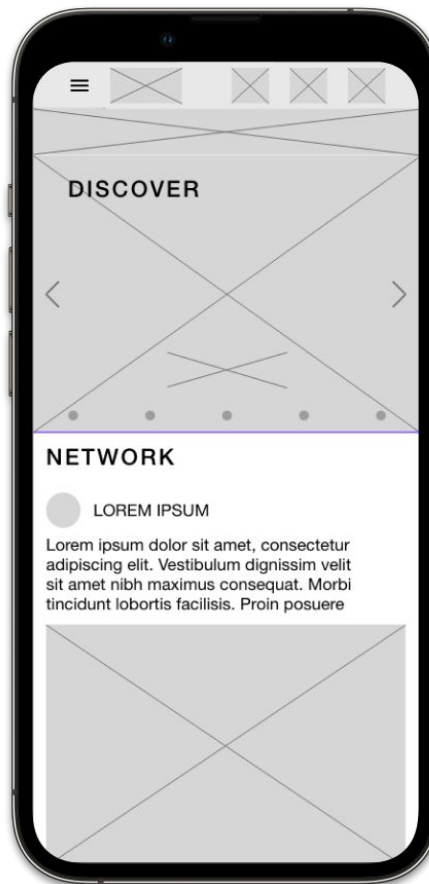 DISCOVER
NETWORK
LOREM IPSUM
Lorem ipsum dolor sit amet, consectetur
adipiscing elit. Vestibulum dignissim velit
sit amet nibh maximus consequat. Morbi
tincidunt lobortis facilisis. Proin posuere